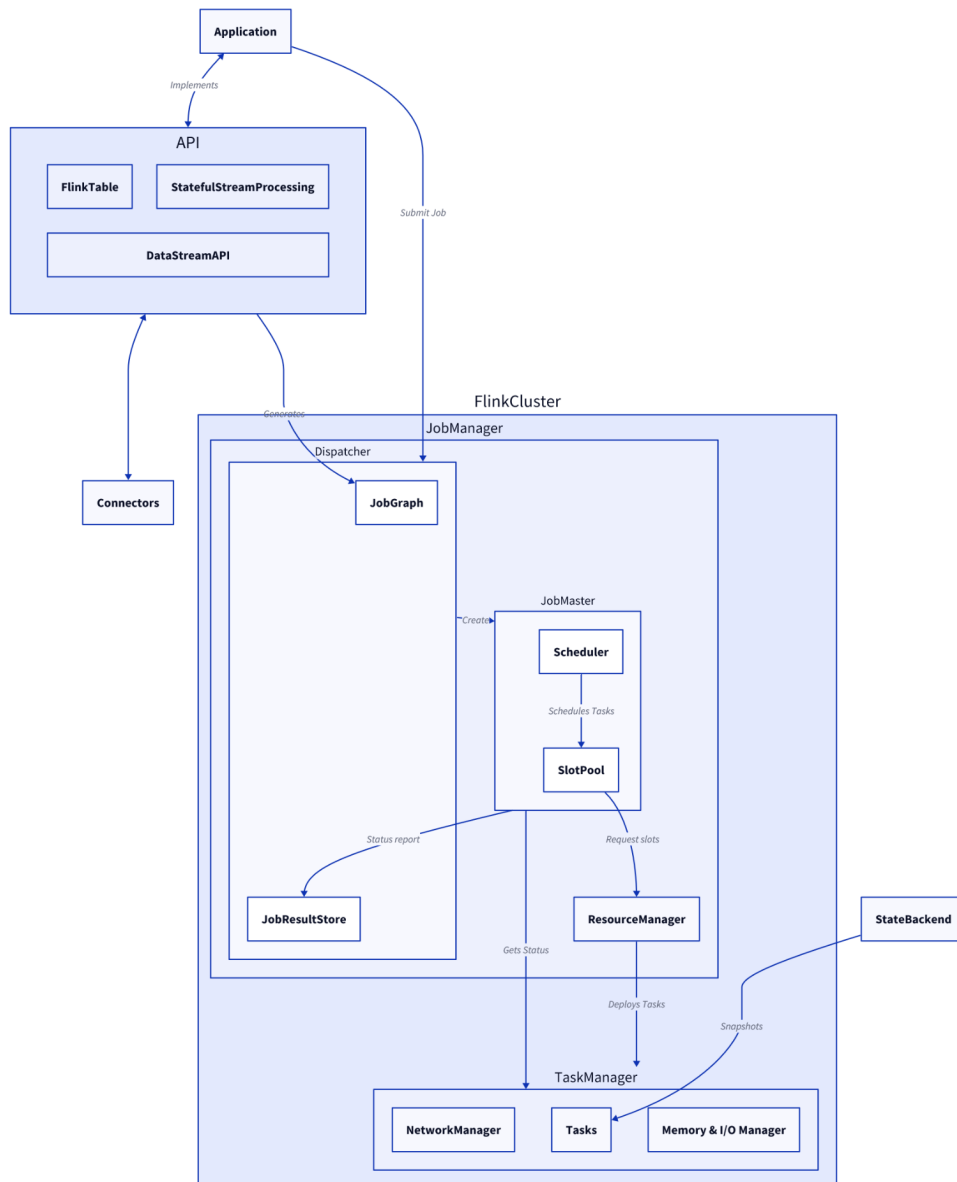 Application
Implements
API
FlinkTable
StatefulStreamProcessing
DataStreamAPI
Submit Job
Generates
FlinkCluster
JobManager
Dispatcher
JobGraph
Connectors
JobMaster
Create
Scheduler
Schedules Tasks
SlotPool
Status report
Request slots
JobResultStore
ResourceManager
StateBackend
Gets Status
Deploys Tasks
Snapshots
TaskManager
NetworkManager
Tasks
Memory & I/O Manager